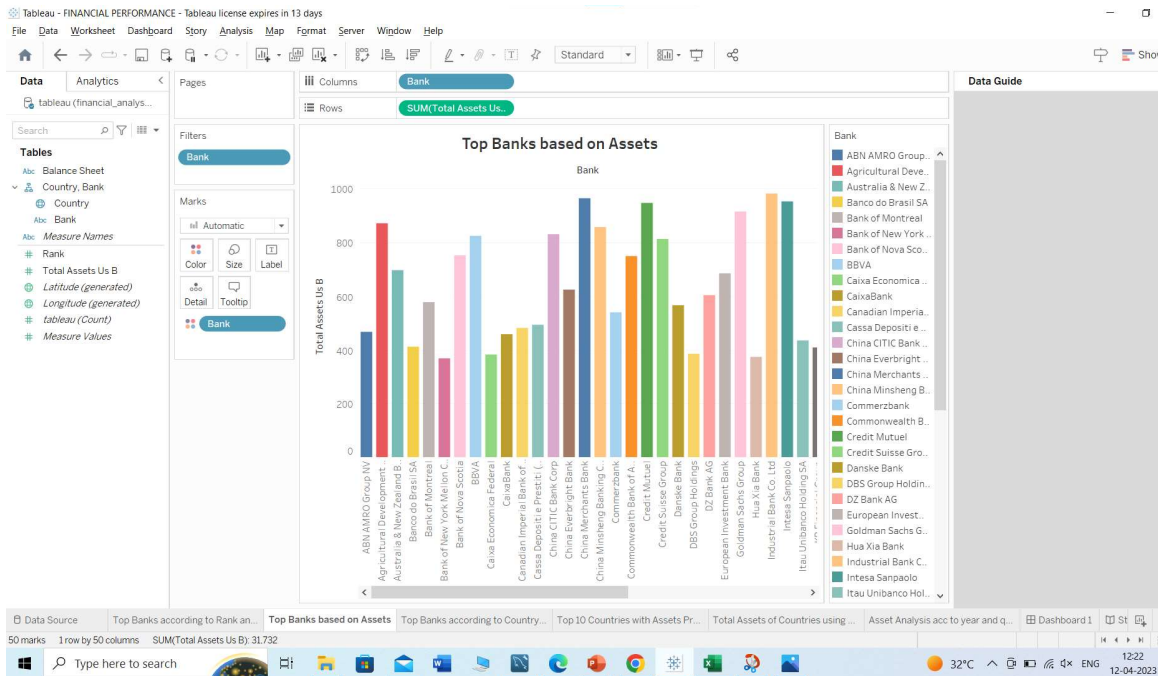 Tableau - FINANCIAL PERFORMANCE - Tableau license expires in 13 days
File Data Worksheet Dashboard Story Analysis Map Format Server Window Help
Standard
Show
Data Analytics
tableau (financial_analys...
Search
Tables
Abc Balance Sheet
Country, Bank
Country
Abc Bank
Abc Measure Names
# Rank
# Total Assets Us B
Latitude (generated)
Longitude (generated)
# tableau (Count)
# Measure Values
Pages
Filters
Bank
Marks
Automatic
Color Size Label
Detail Tooltip
Bank
Columns Bank
Rows SUM(Total Assets Us..
Top Banks based on Assets
Bank
Total Assets Us B
1000
800
600
400
200
0
ABN AMRO Group NV
Agricultural Development ..
Australia & New Zealand B..
Banco do Brasil SA
Bank of Montreal
Bank of New York Mellon C..
Bank of Nova Scotia
BBVA
Caixa Economica Federal
CaixaBank
Canadian Imperial Bank of ..
Cassa Depositi e Prestiti (..
China CITIC Bank Corp
China Everbright Bank
China Merchants Bank
China Minsheng Banking C..
Commerzbank
Commonwealth Bank of A..
Credit Mutuel
Credit Suisse Group
Danske Bank
DBS Group Holdings
DZ Bank AG
European Investment Bank
Goldman Sachs Group
Hua Xia Bank
Industrial Bank Co. Ltd
Intesa Sanpaolo
Itau Unibanco Holding SA
Bank
ABN AMRO Group..
Agricultural Deve..
Australia & New Z..
Banco do Brasil SA
Bank of Montreal
Bank of New York ..
Bank of Nova Sco..
BBVA
Caixa Economica ..
CaixaBank
Canadian Imperia..
Cassa Depositi e ..
China CITIC Bank ..
China Everbright ..
China Merchants ..
China Minsheng B..
Commerzbank
Commonwealth B..
Credit Mutuel
Credit Suisse Gro..
Danske Bank
DBS Group Holdin..
DZ Bank AG
European Invest..
Goldman Sachs G..
Hua Xia Bank
Industrial Bank C..
Intesa Sanpaolo
Itau Unibanco Hol..
Data Guide
Data Source Top Banks according to Rank an... Top Banks based on Assets Top Banks according to Country... Top 10 Countries with Assets Pr... Total Assets of Countries using ... Asset Analysis acc to year and q... Dashboard 1 St
50 marks 1 row by 50 columns SUM(Total Assets Us B): 31.732
Type here to search
32°C ENG 12:22
12-04-2023